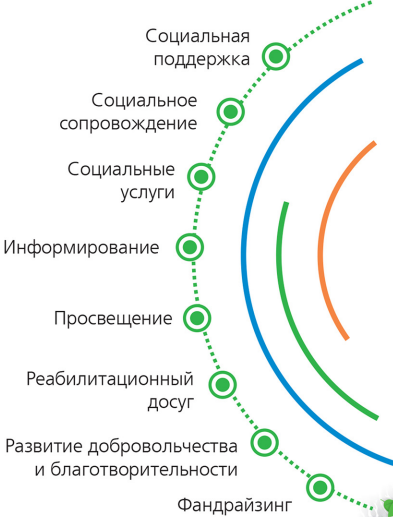 Социальная
поддержка
Социальное
сопровождение
Социальные
услуги
Информирование
Просвещение
Реабилитационный
досуг
Развитие добровольчества
и благотворительности
Фандрайзинг